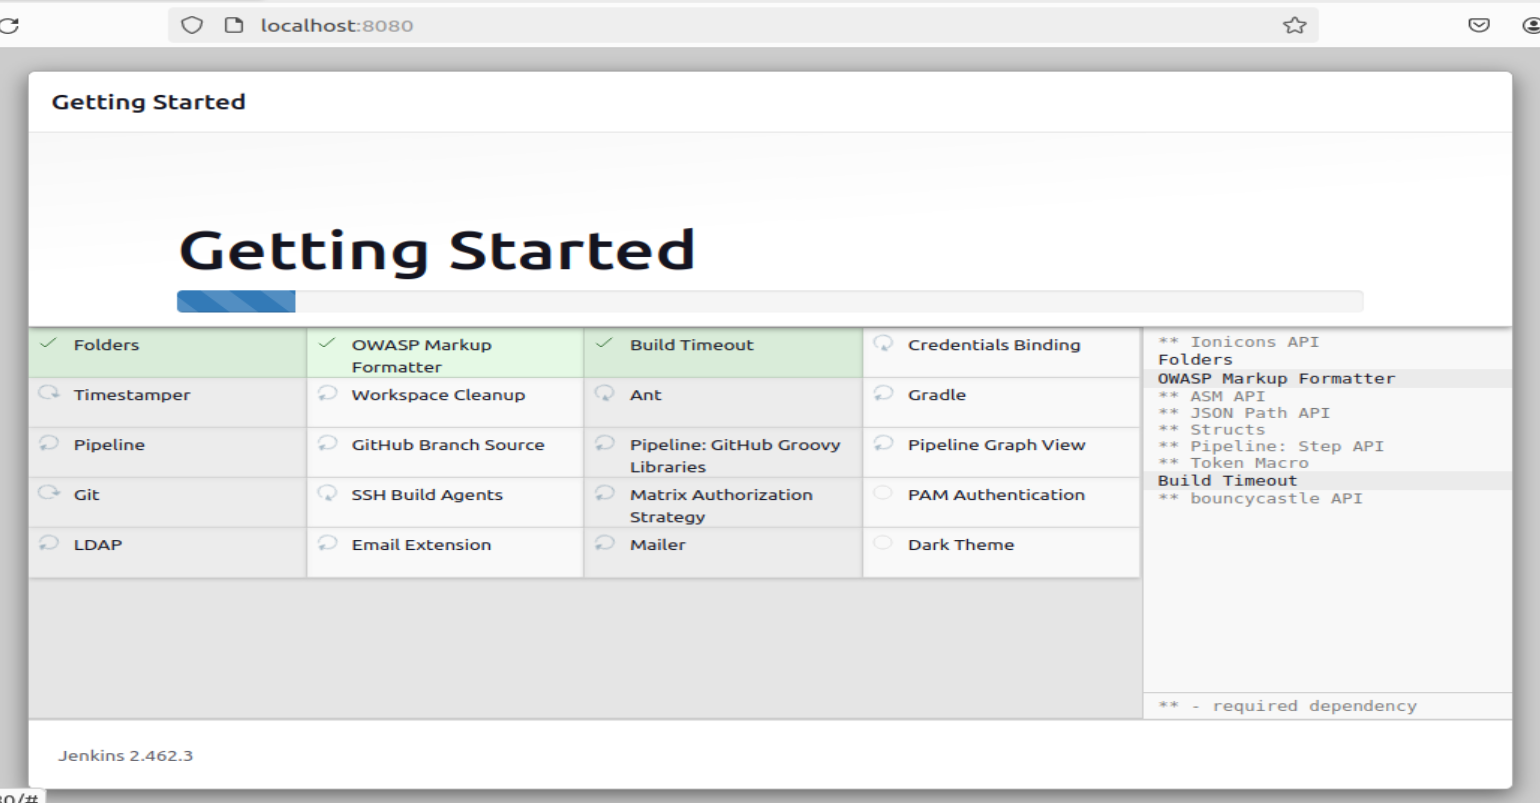 localhost:8080
Getting Started
Getting Started
Folders
OWASP Markup
Formatter
Build Timeout
Credentials Binding
Timestamper
Workspace Cleanup
Ant
Gradle
Pipeline
GitHub Branch Source
Pipeline: GitHub Groovy
Libraries
Pipeline Graph View
Git
SSH Build Agents
Matrix Authorization
Strategy
PAM Authentication
LDAP
Email Extension
Mailer
Dark Theme
** Ionicons API
Folders
OWASP Markup Formatter
** ASM API
** JSON Path API
** Structs
** Pipeline: Step API
** Token Macro
Build Timeout
** bouncycastle API
** - required dependency
Jenkins 2.462.3